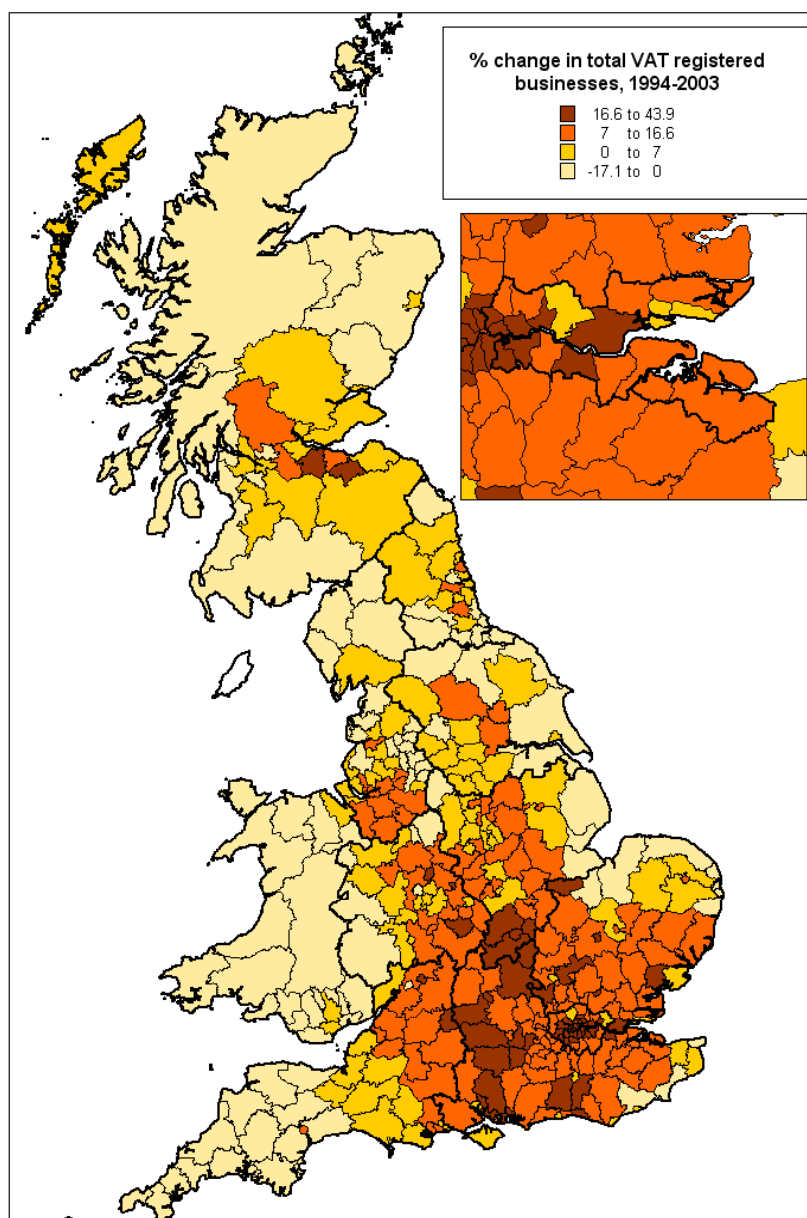 % change in total VAT registered
businesses, 1994-2003
16.6 to 43.9
7 to 16.6
0 to 7
-17.1 to 0